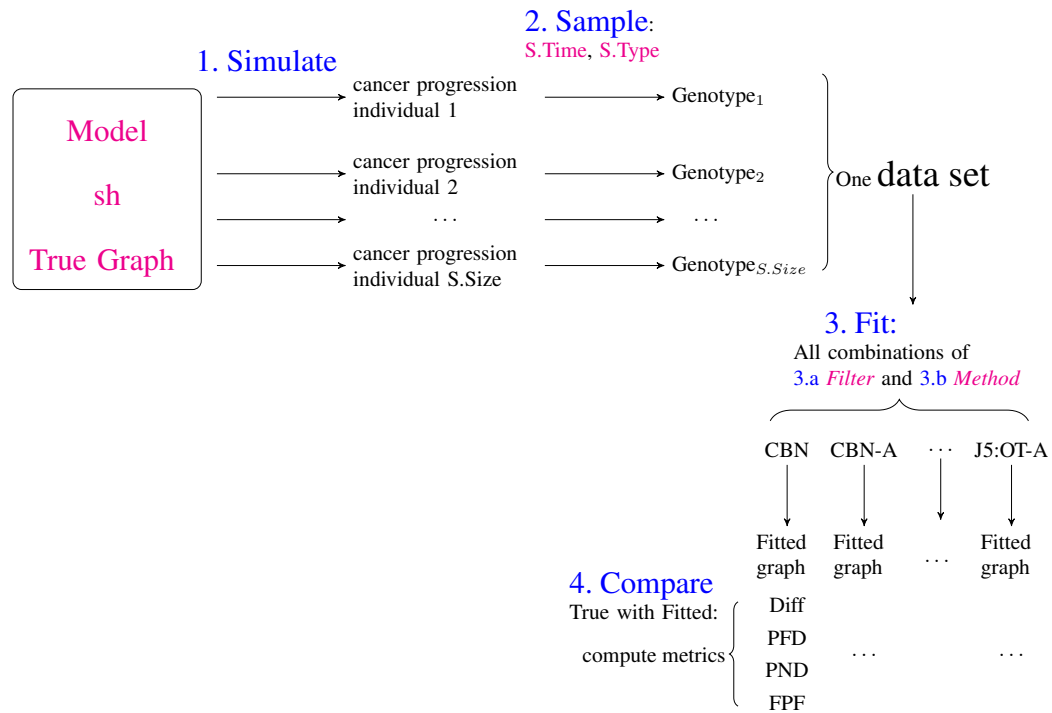 2. Sample:
S.Time, S.Type
1. Simulate
Model
sh
True Graph
cancer progression
individual 1
Genotype1
cancer progression
individual 2
Genotype2
. . .
. . .
cancer progression
individual S.Size
GenotypeS.Size
One data set
3. Fit:
All combinations of
3.a Filter and 3.b Method
CBN CBN-A . . . J5:OT-A
Fitted
graph
Fitted
graph
. . .
Fitted
graph
4. Compare
True with Fitted:
compute metrics
Diff
PFD
PND
FPF
. . .
. . .